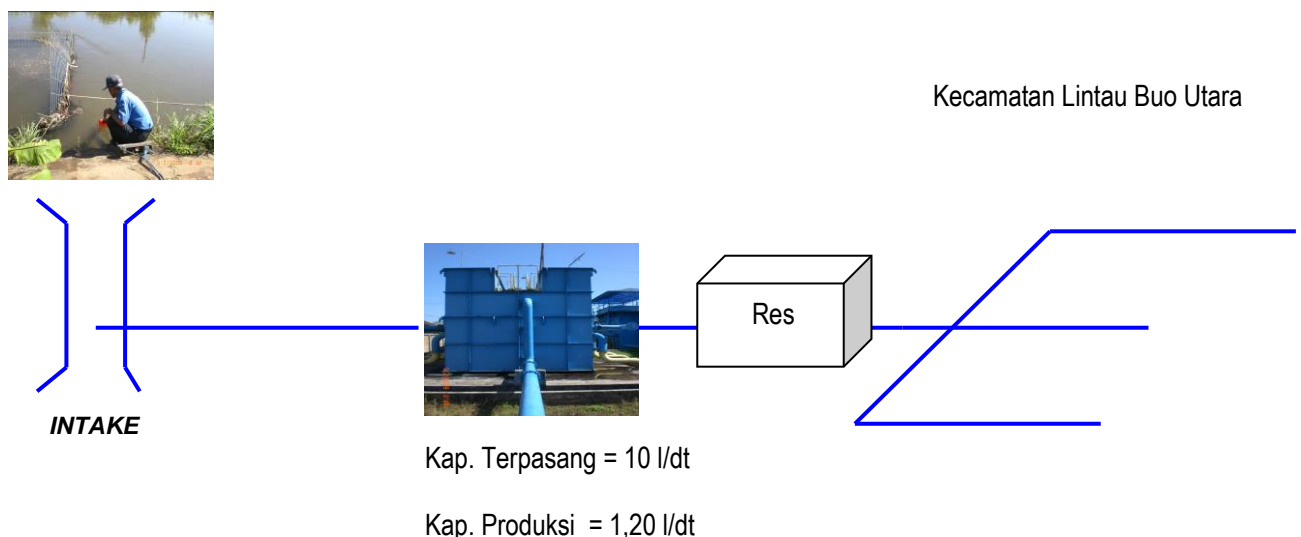 Kecamatan Lintau Buo Utara
Res
INTAKE
Kap. Terpasang = 10 l/dt
Kap. Produksi = 1,20 l/dt